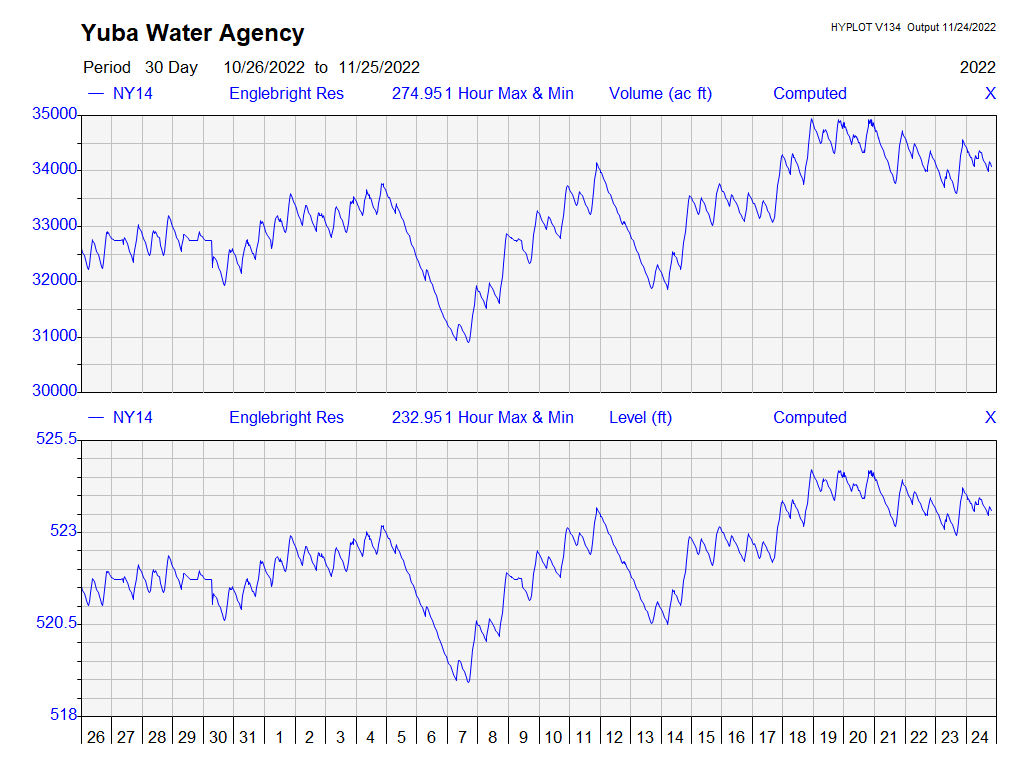 Yuba Water Agency
HYPLOT V134 Output 11/24/2022
Period 30 Day 10/26/2022 to 11/25/2022 2022
NY14 Englebright Res 274.951 Hour Max & Min Volume (ac ft) Computed X
35000
34000
33000
32000
31000
30000
NY14 Englebright Res 232.951 Hour Max & Min Level (ft) Computed X
525.5
523
520.5
518
26 27 28 29 30 31 1 2 3 4 5 6 7 8 9 10 11 12 13 14 15 16 17 18 19 20 21 22 23 24